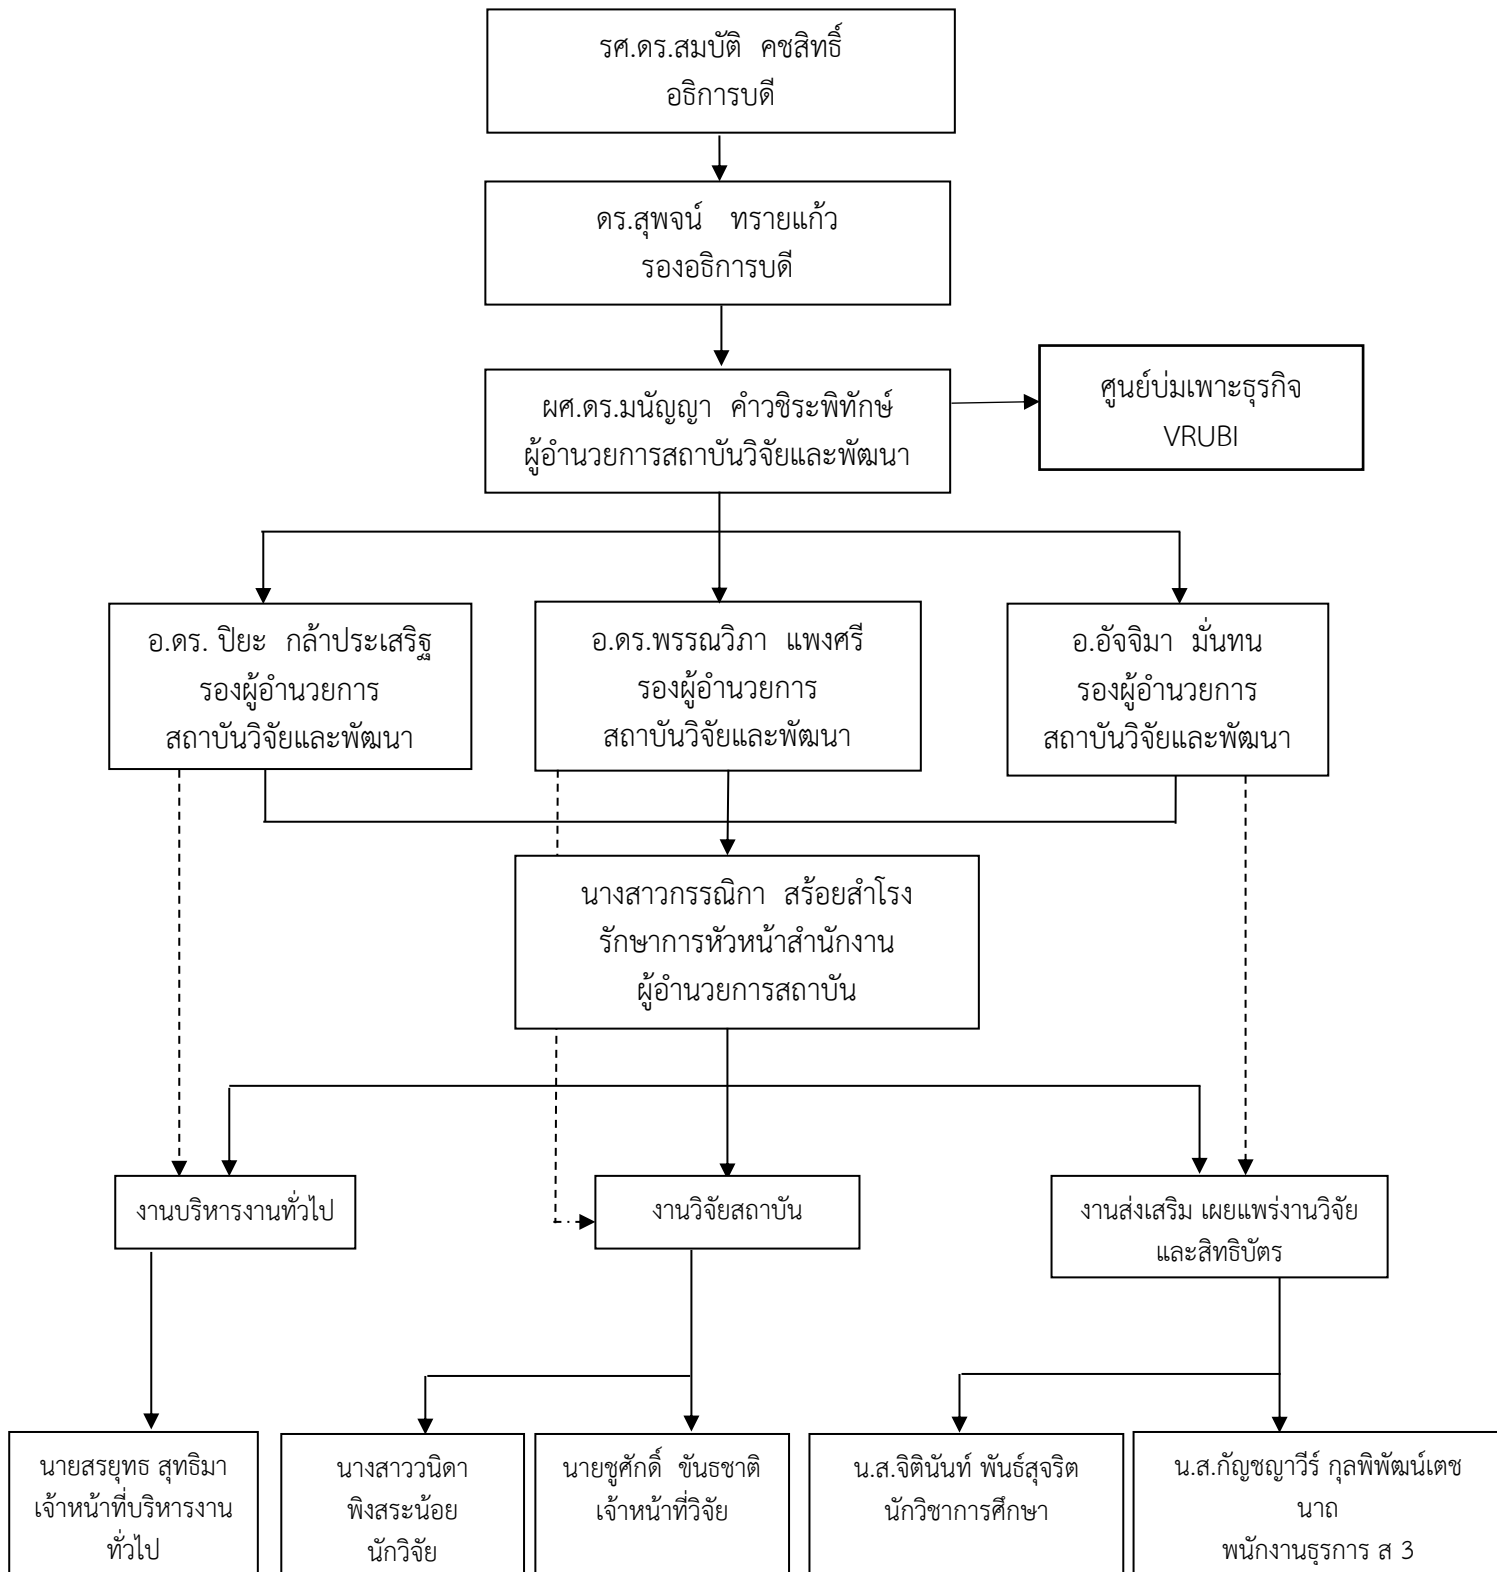 รศ.ดร.สมบัติ คชสิทธิ์
อธิการบดี
ดร.สุพจน์ ทรายแก้ว
รองอธิการบดี
ผศ.ดร.มนัญญา คำวชิระพิทักษ์
ผู้อำนวยการสถาบันวิจัยและพัฒนา
ศูนย์บ่มเพาะธุรกิจ
VRUBI
อ.ดร. ปิยะ กล้าประเสริฐ
รองผู้อำนวยการ
สถาบันวิจัยและพัฒนา
อ.ดร.พรรณวิภา แพงศรี
รองผู้อำนวยการ
สถาบันวิจัยและพัฒนา
อ.อัจจิมา มั่นทน
รองผู้อำนวยการ
สถาบันวิจัยและพัฒนา
นางสาวกรรณิกา สร้อยสำโรง
รักษาการหัวหน้าสำนักงาน
ผู้อำนวยการสถาบัน
งานบริหารงานทั่วไป
งานวิจัยสถาบัน
งานส่งเสริม เผยแพร่งานวิจัย
และสิทธิบัตร
นายสรยุทธ สุทธิมา
เจ้าหน้าที่บริหารงาน
ทั่วไป
นางสาววนิดา
พิงสระน้อย
นักวิจัย
นายชูศักดิ์ ขันธชาติ
เจ้าหน้าที่วิจัย
น.ส.จิตินันท์ พันธ์สุจริต
นักวิชาการศึกษา
น.ส.กัญชญาวีร์ กุลพิพัฒน์เตช
นาถ
พนักงานธุรการ ส 3